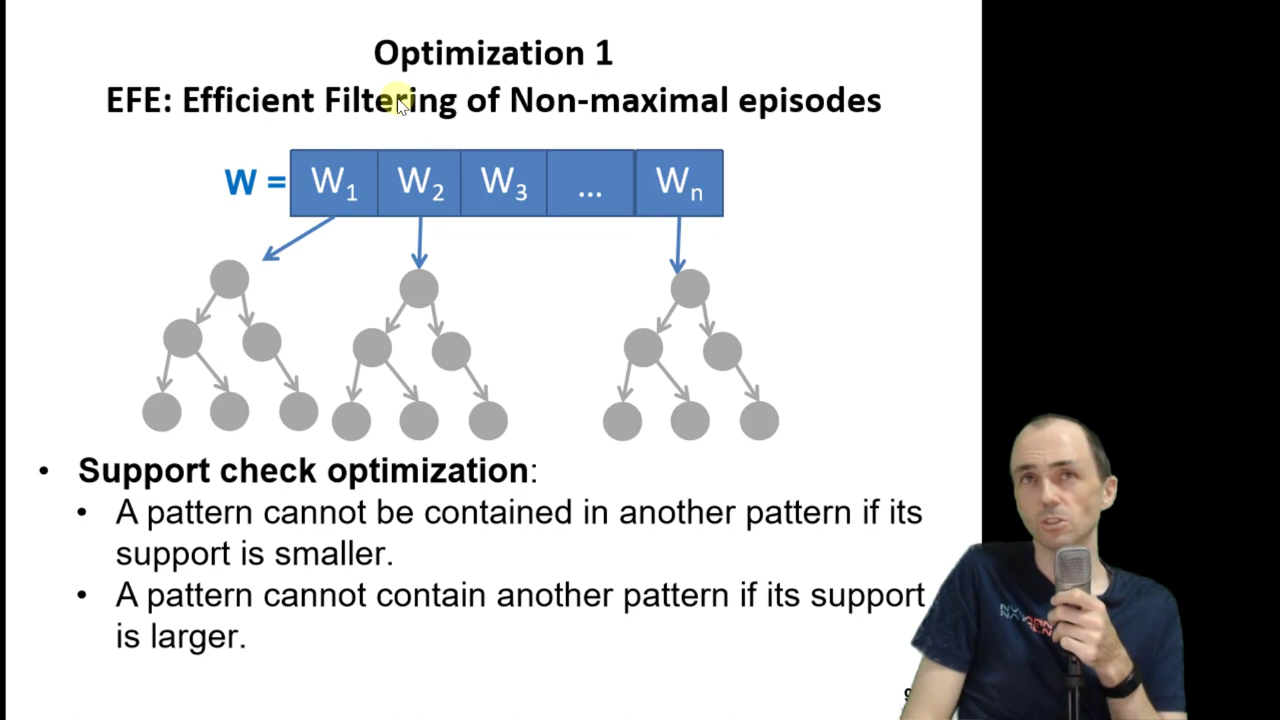 Optimization 1
EFE: Efficient Filtering of Non-maximal episodes
W = W₁ W₂ W₃ ... Wₙ
• Support check optimization:
• A pattern cannot be contained in another pattern if its
support is smaller.
• A pattern cannot contain another pattern if its support
is larger.